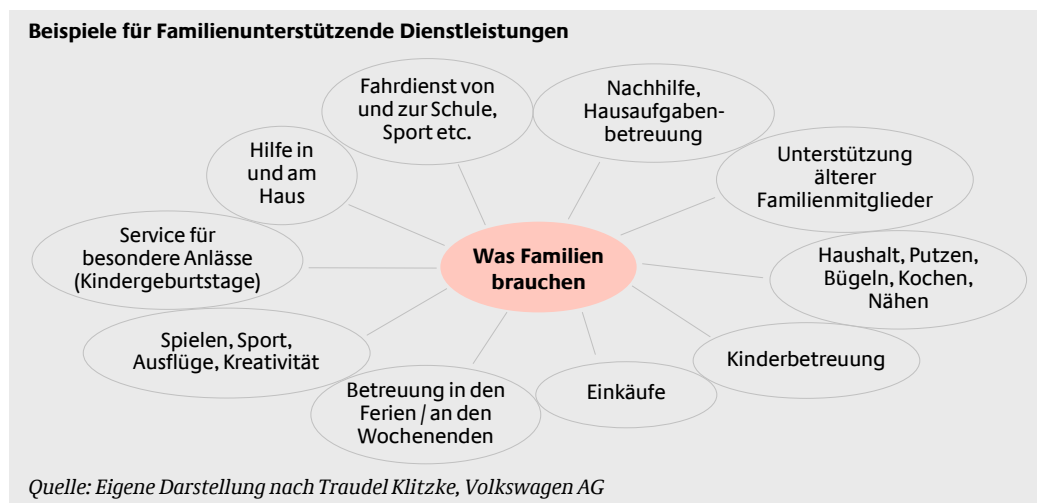 Beispiele für Familienunterstützende Dienstleistungen
Fahrdienst von
und zur Schule,
Sport etc.
Nachhilfe,
Hausaufgaben-
betreuung
Hilfe in
und am
Haus
Unterstützung
älterer
Familienmitglieder
Service für
besondere Anlässe
(Kindergeburtstage)
Was Familien
brauchen
Haushalt, Putzen,
Bügeln, Kochen,
Nähen
Spielen, Sport,
Ausflüge, Kreativität
Kinderbetreuung
Betreuung in den
Ferien / an den
Wochenenden
Einkäufe
Quelle: Eigene Darstellung nach Traudel Klitzke, Volkswagen AG